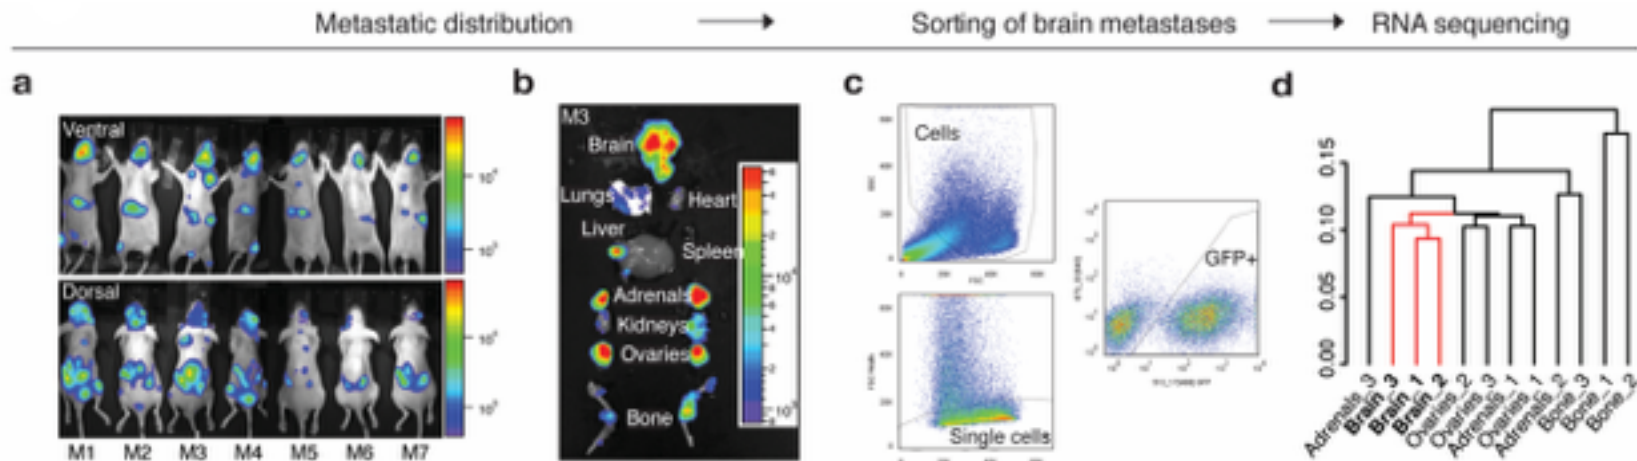 Metastatic distribution → Sorting of brain metastases → RNA sequencing
a
Ventral
Dorsal
M1 M2 M3 M4 M5 M6 M7
b
M3
Brain
Lungs Heart
Liver
Spleen
Adrenals
Kidneys
Ovaries
Bone
c
Cells
Single cells
GFP+
d
0.15
0.10
0.05
0.00
Adrenals_3
Brain_3
Brain_1
Brain_2
Ovaries_2
Ovaries_3
Adrenals_1
Ovaries_1
Adrenals_2
Bone_3
Bone_1
Bone_2